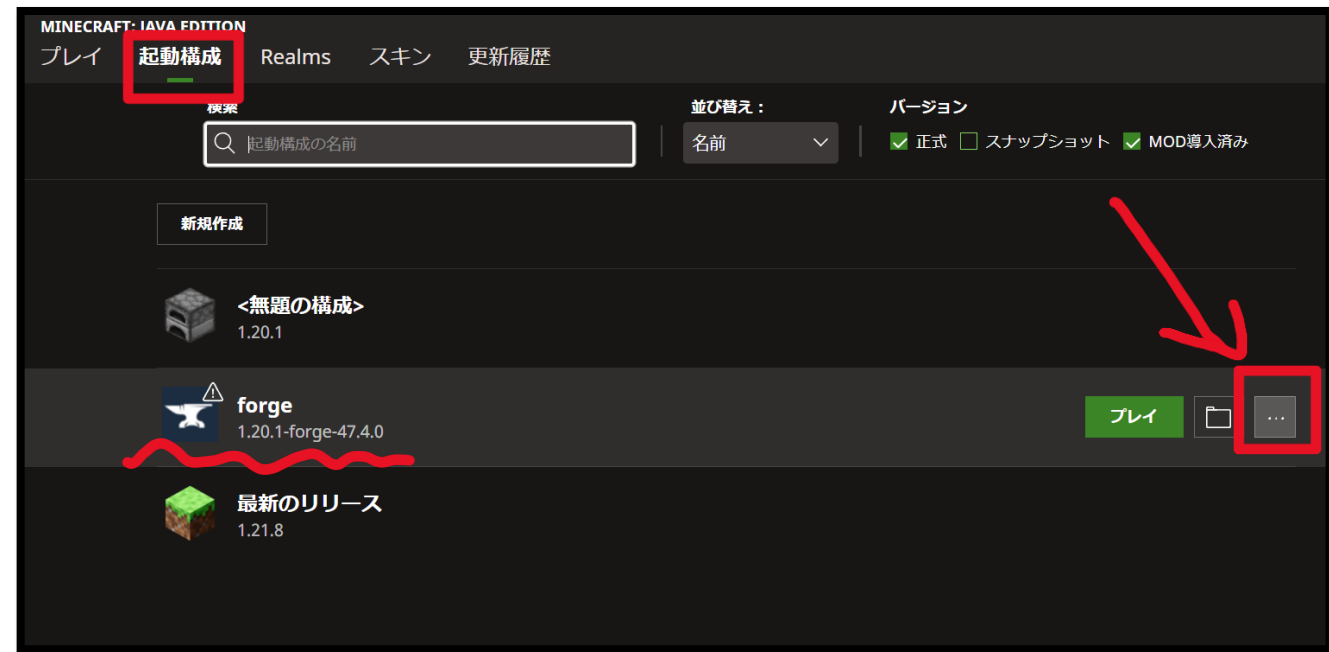 MINECRAFT: JAVA EDITION
プレイ 起動構成 Realms スキン 更新履歴
検索 並び替え： バージョン
起動構成の名前 名前 正式 スナップショット MOD導入済み
新規作成
<無題の構成>
1.20.1
forge
1.20.1-forge-47.4.0
プレイ ...
最新のリリース
1.21.8